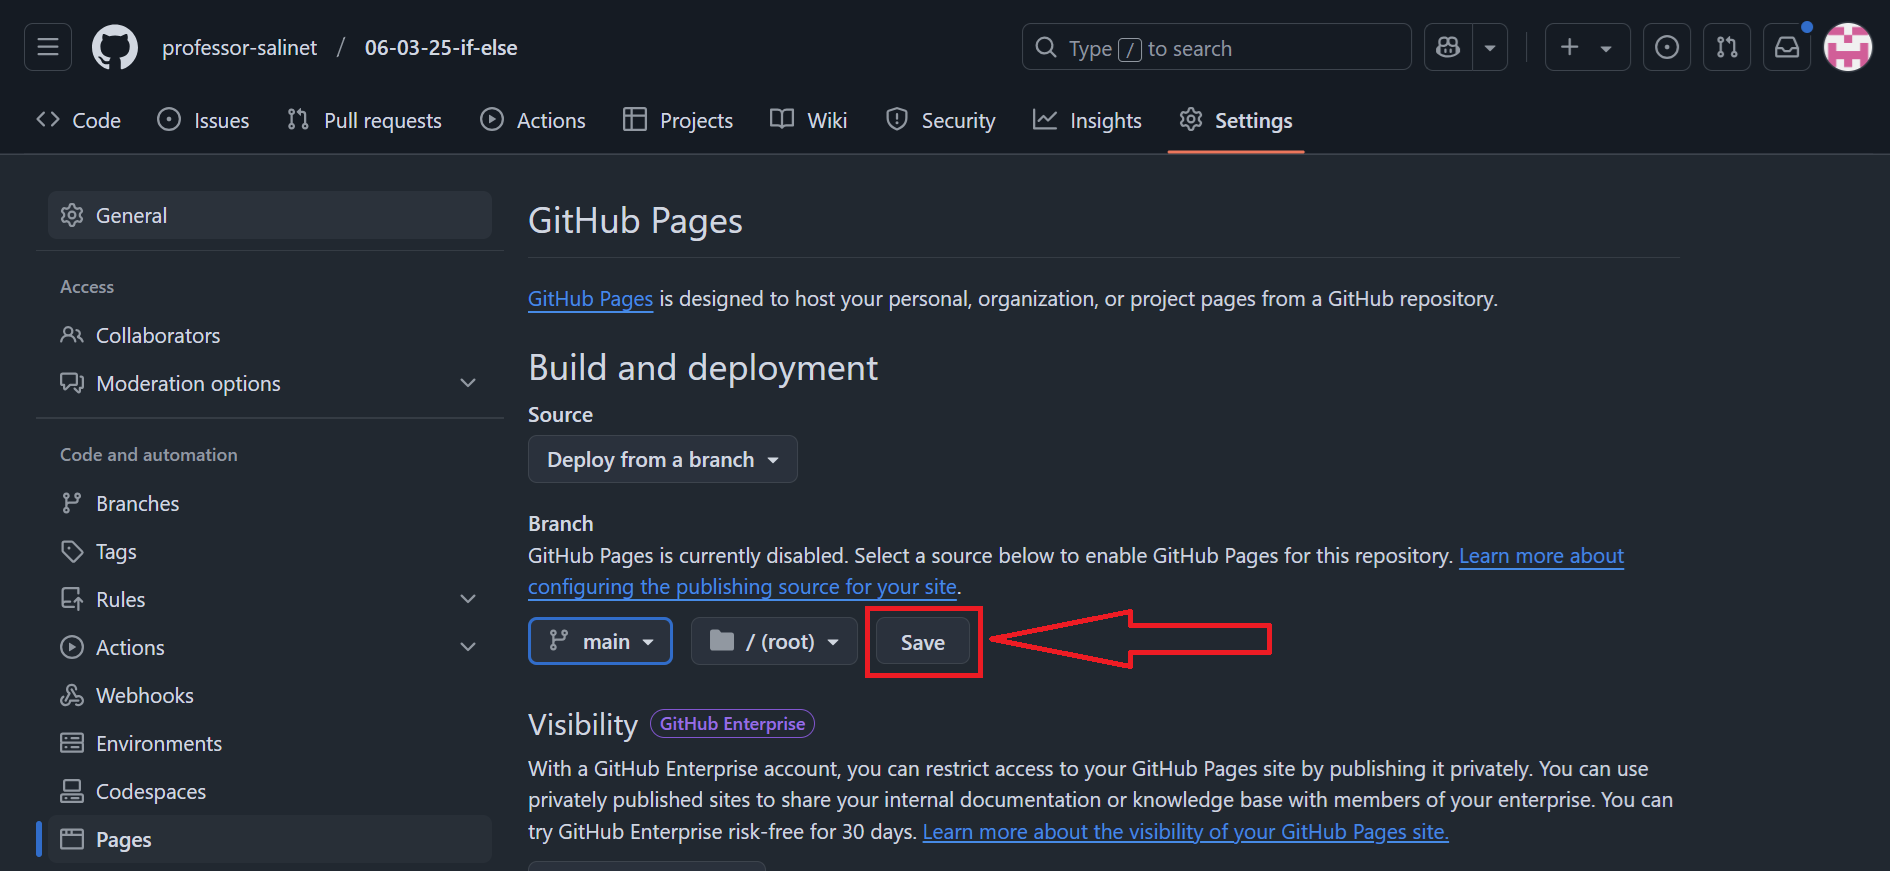 professor-salinet / 06-03-25-if-else
Type / to search
Code Issues Pull requests Actions Projects Wiki Security Insights Settings
General
Access
Collaborators
Moderation options
Code and automation
Branches
Tags
Rules
Actions
Webhooks
Environments
Codespaces
Pages
GitHub Pages
GitHub Pages is designed to host your personal, organization, or project pages from a GitHub repository.
Build and deployment
Source
Deploy from a branch
Branch
GitHub Pages is currently disabled. Select a source below to enable GitHub Pages for this repository. Learn more about
configuring the publishing source for your site.
main / (root) Save
Visibility GitHub Enterprise
With a GitHub Enterprise account, you can restrict access to your GitHub Pages site by publishing it privately. You can use
privately published sites to share your internal documentation or knowledge base with members of your enterprise. You can
try GitHub Enterprise risk-free for 30 days. Learn more about the visibility of your GitHub Pages site.